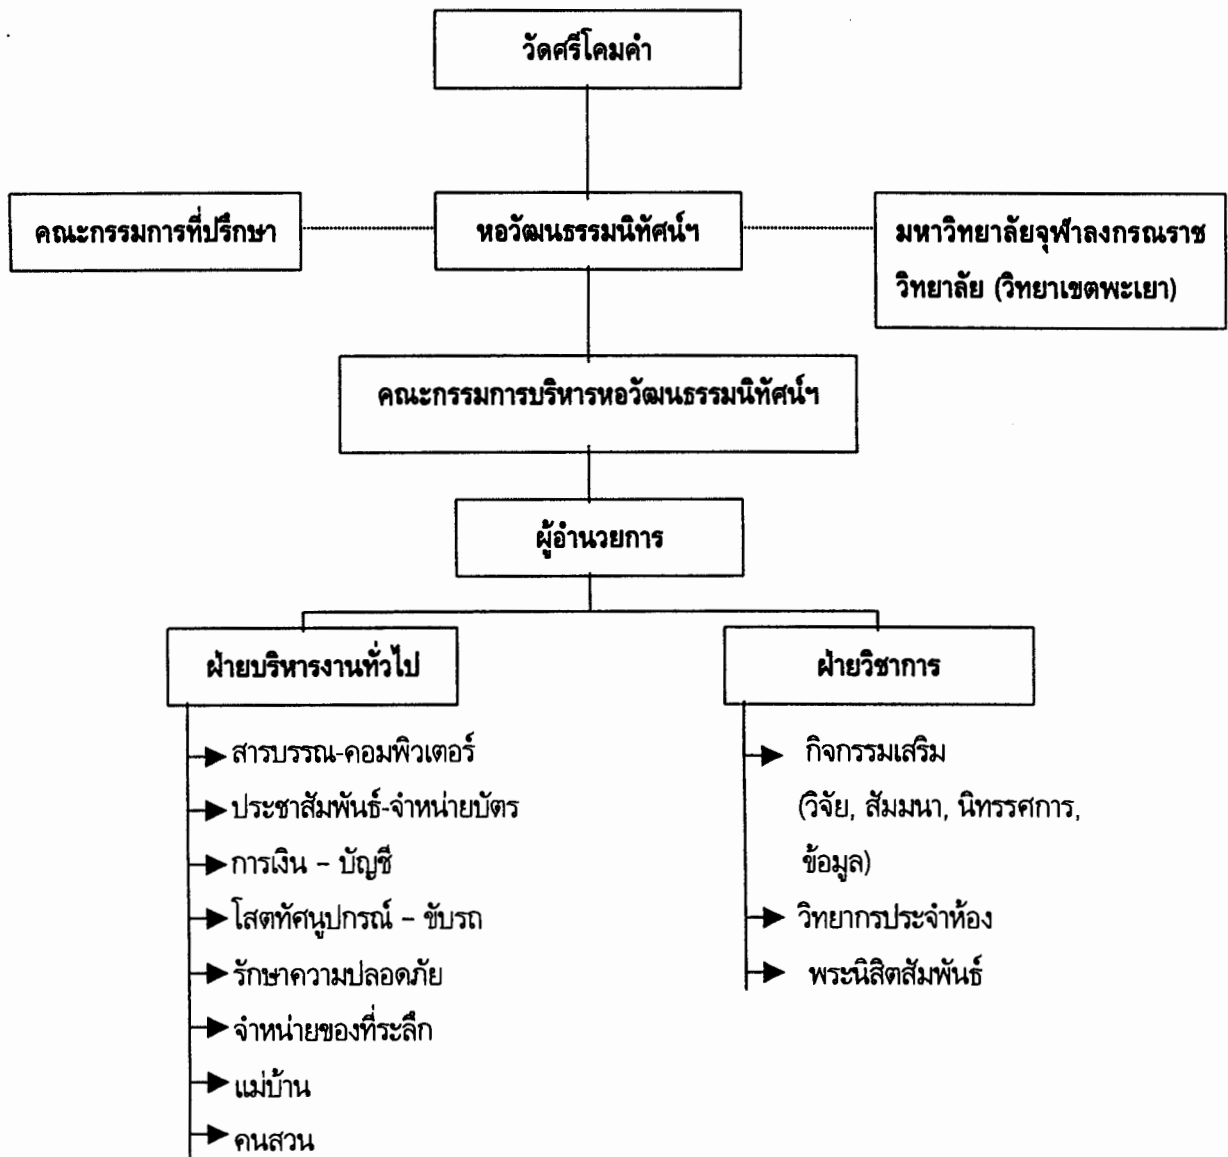 วัดศรีโคมคำ
คณะกรรมการที่ปรึกษา
หอวัฒนธรรมนิทัศน์ฯ
มหาวิทยาลัยจุฬาลงกรณราช
วิทยาลัย (วิทยาเขตพะเยา)
คณะกรรมการบริหารหอวัฒนธรรมนิทัศน์ฯ
ผู้อำนวยการ
ฝ่ายบริหารงานทั่วไป
สารบรรณ-คอมพิวเตอร์
ประชาสัมพันธ์-จำหน่ายบัตร
การเงิน – บัญชี
โสตทัศนูปกรณ์ – ขับรถ
รักษาความปลอดภัย
จำหน่ายของที่ระลึก
แม่บ้าน
คนสวน
ฝ่ายวิชาการ
กิจกรรมเสริม
(วิจัย, สัมมนา, นิทรรศการ,
ข้อมูล)
วิทยากรประจำห้อง
พระนิสิตสัมพันธ์